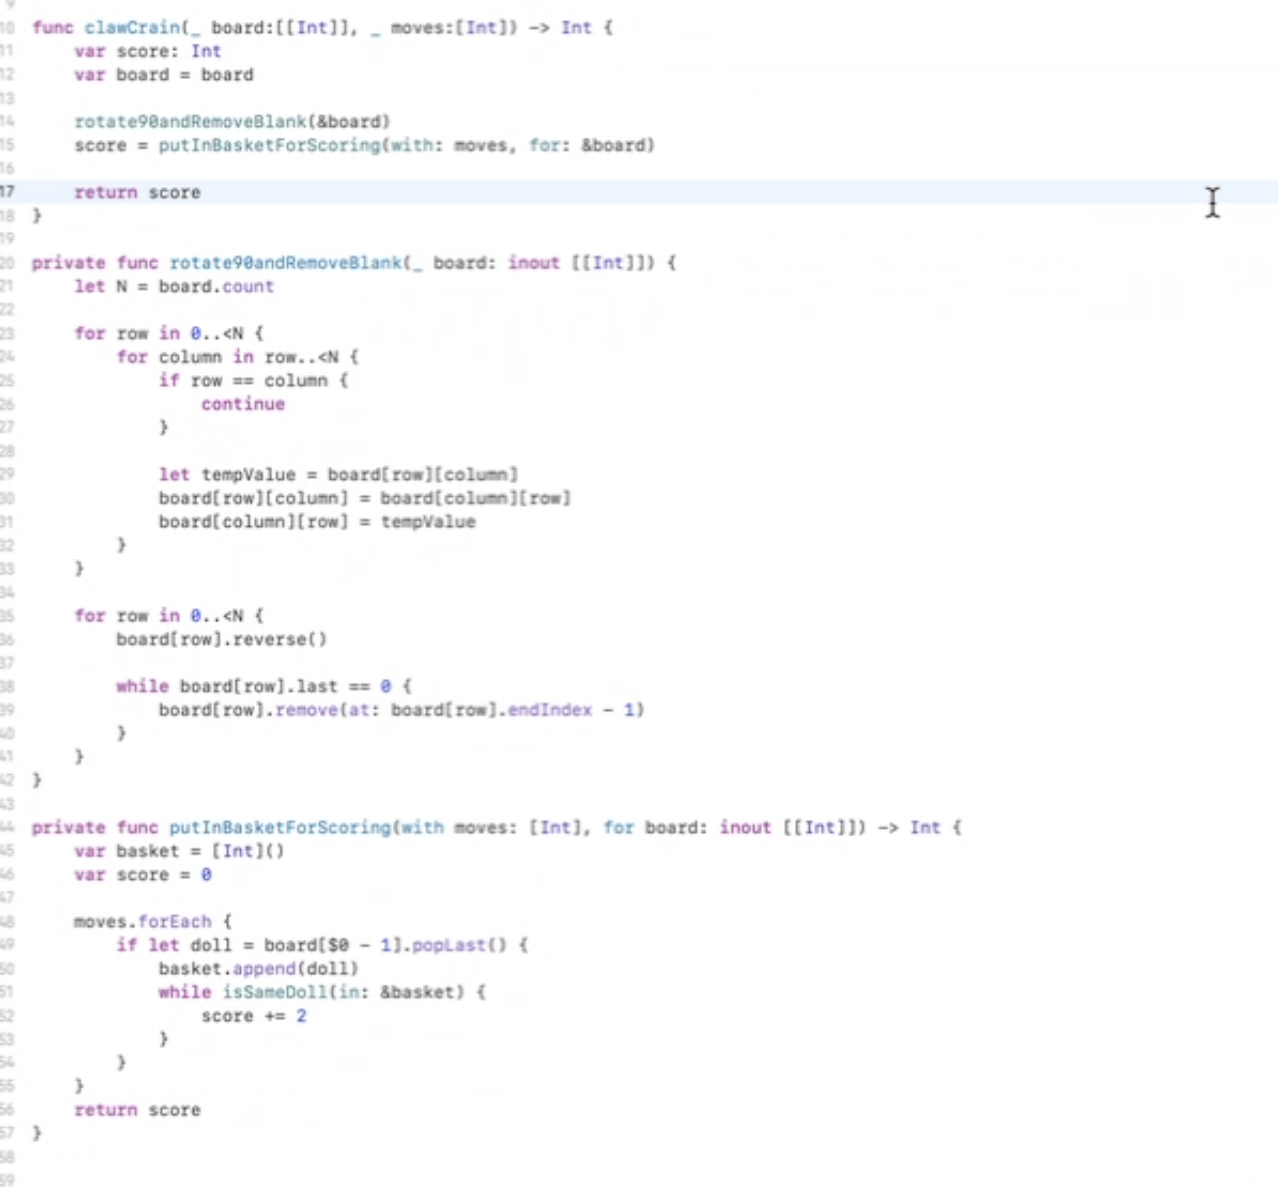 9
10 func clawCrain(_ board:[[Int]], _ moves:[Int]) -> Int {
11     var score: Int
12     var board = board
13
14     rotate90andRemoveBlank(&board)
15     score = putInBasketForScoring(with: moves, for: &board)
16
17     return score
18 }
19
20 private func rotate90andRemoveBlank(_ board: inout [[Int]]) {
21     let N = board.count
22
23     for row in 0..<N {
24         for column in row..<N {
25             if row == column {
26                 continue
27             }
28
29             let tempValue = board[row][column]
30             board[row][column] = board[column][row]
31             board[column][row] = tempValue
32         }
33     }
34
35     for row in 0..<N {
36         board[row].reverse()
37
38         while board[row].last == 0 {
39             board[row].remove(at: board[row].endIndex - 1)
40         }
41     }
42 }
43
44 private func putInBasketForScoring(with moves: [Int], for board: inout [[Int]]) -> Int {
45     var basket = [Int]()
46     var score = 0
47
48     moves.forEach {
49         if let doll = board[$0 - 1].popLast() {
50             basket.append(doll)
51             while isSameDoll(in: &basket) {
52                 score += 2
53             }
54         }
55     }
56     return score
57 }
58
59